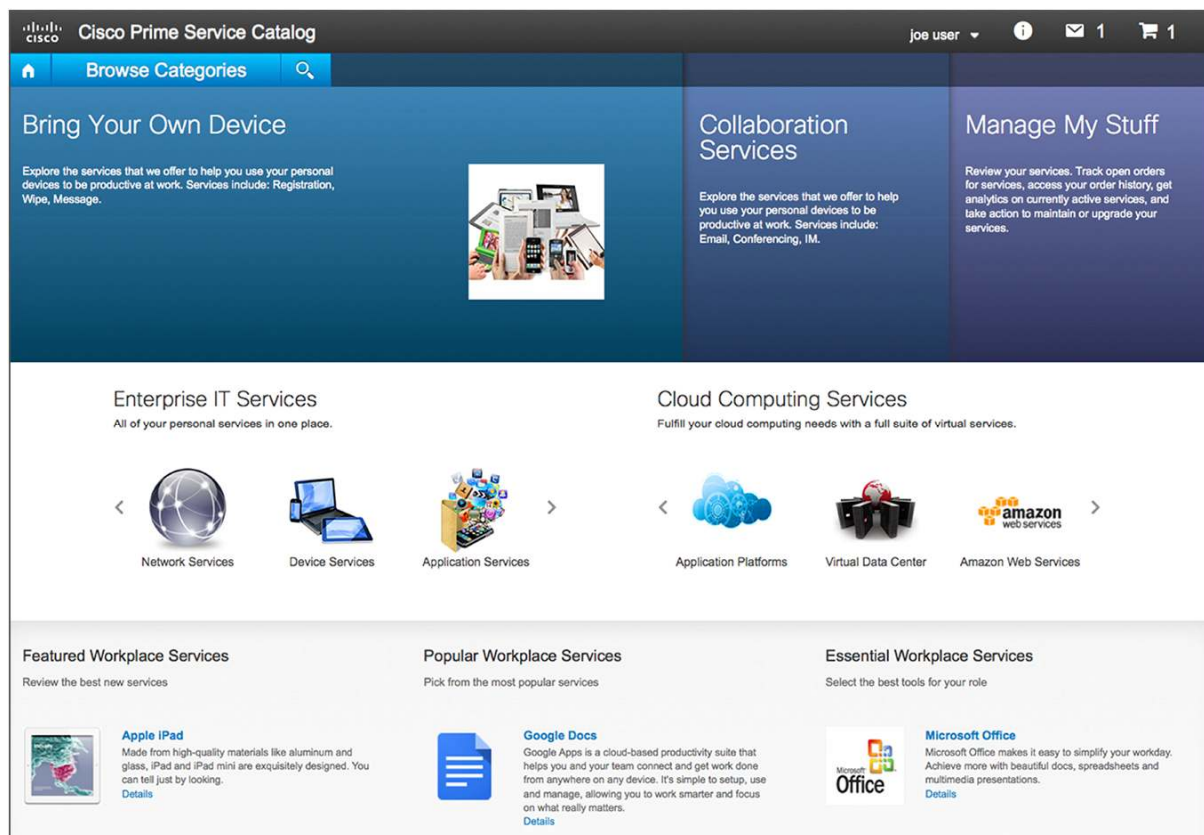 CISCO
Cisco Prime Service Catalog
joe user
1
1
Browse Categories
Bring Your Own Device
Explore the services that we offer to help you use your personal
devices to be productive at work. Services include: Registration,
Wipe, Message.
Collaboration
Services
Explore the services that we offer to help
you use your personal devices to be
productive at work. Services include:
Email, Conferencing, IM.
Manage My Stuff
Review your services. Track open orders
for services, access your order history, get
analytics on currently active services, and
take action to maintain or upgrade your
services.
Enterprise IT Services
All of your personal services in one place.
Network Services
Device Services
Application Services
Cloud Computing Services
Fulfill your cloud computing needs with a full suite of virtual services.
amazon
web services
Application Platforms
Virtual Data Center
Amazon Web Services
Featured Workplace Services
Review the best new services
Apple iPad
Made from high-quality materials like aluminum and
glass, iPad and iPad mini are exquisitely designed. You
can tell just by looking.
Details
Popular Workplace Services
Pick from the most popular services
Google Docs
Google Apps is a cloud-based productivity suite that
helps you and your team connect and get work done
from anywhere on any device. It's simple to setup, use
and manage, allowing you to work smarter and focus
on what really matters.
Details
Essential Workplace Services
Select the best tools for your role
Microsoft
Office
Microsoft Office
Microsoft Office makes it easy to simplify your workday.
Achieve more with beautiful docs, spreadsheets and
multimedia presentations.
Details